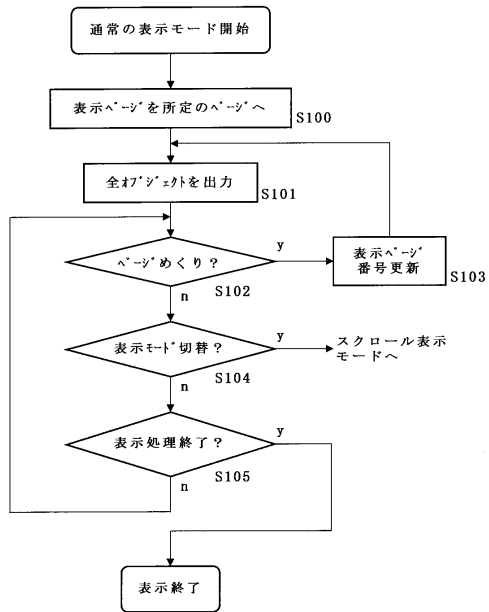 通常の表示モード開始
表示ページを所定のページへ
S100
全オブジェクトを出力
S101
ページめくり?
y
n
S102
表示ページ
番号更新
S103
表示モード切替?
y
n
S104
スクロール表示
モードへ
表示処理終了?
y
n
S105
表示終了